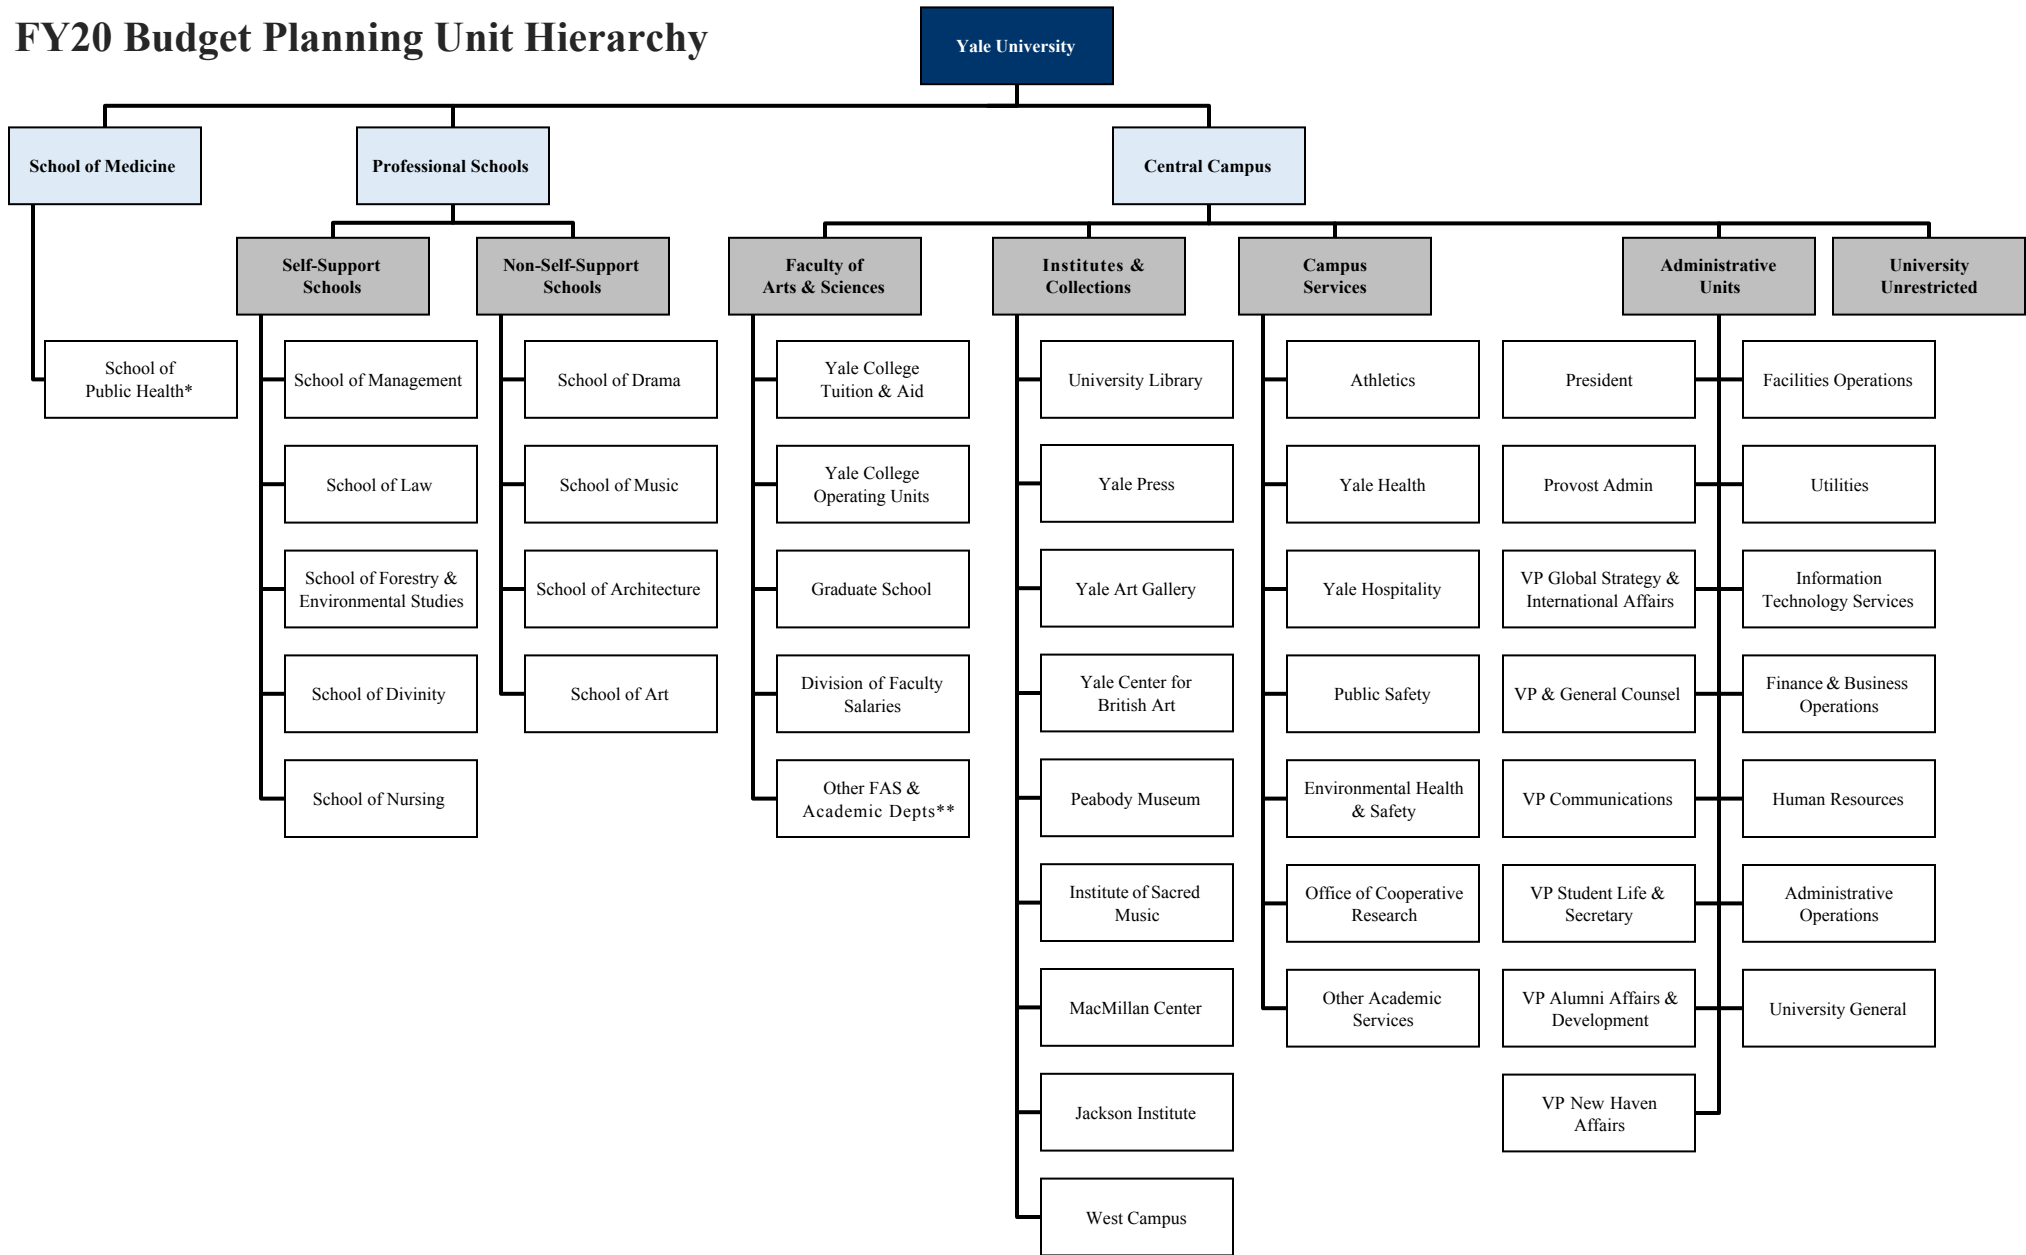 FY20 Budget Planning Unit Hierarchy
Yale University
School of Medicine
Professional Schools
Central Campus
Self-Support
Schools
Non-Self-Support
Schools
Faculty of
Arts & Sciences
Institutes &
Collections
Campus
Services
Administrative
Units
University
Unrestricted
School of
Public Health*
School of Management
School of Law
School of Forestry &
Environmental Studies
School of Divinity
School of Nursing
School of Drama
School of Music
School of Architecture
School of Art
Yale College
Tuition & Aid
Yale College
Operating Units
Graduate School
Division of Faculty
Salaries
Other FAS &
Academic Depts**
University Library
Yale Press
Yale Art Gallery
Yale Center for
British Art
Peabody Museum
Institute of Sacred
Music
MacMillan Center
Jackson Institute
West Campus
Athletics
Yale Health
Yale Hospitality
Public Safety
Environmental Health
& Safety
Office of Cooperative
Research
Other Academic
Services
President
Provost Admin
VP Global Strategy &
International Affairs
VP & General Counsel
VP Communications
VP Student Life &
Secretary
VP Alumni Affairs &
Development
VP New Haven
Affairs
Facilities Operations
Utilities
Information
Technology Services
Finance & Business
Operations
Human Resources
Administrative
Operations
University General